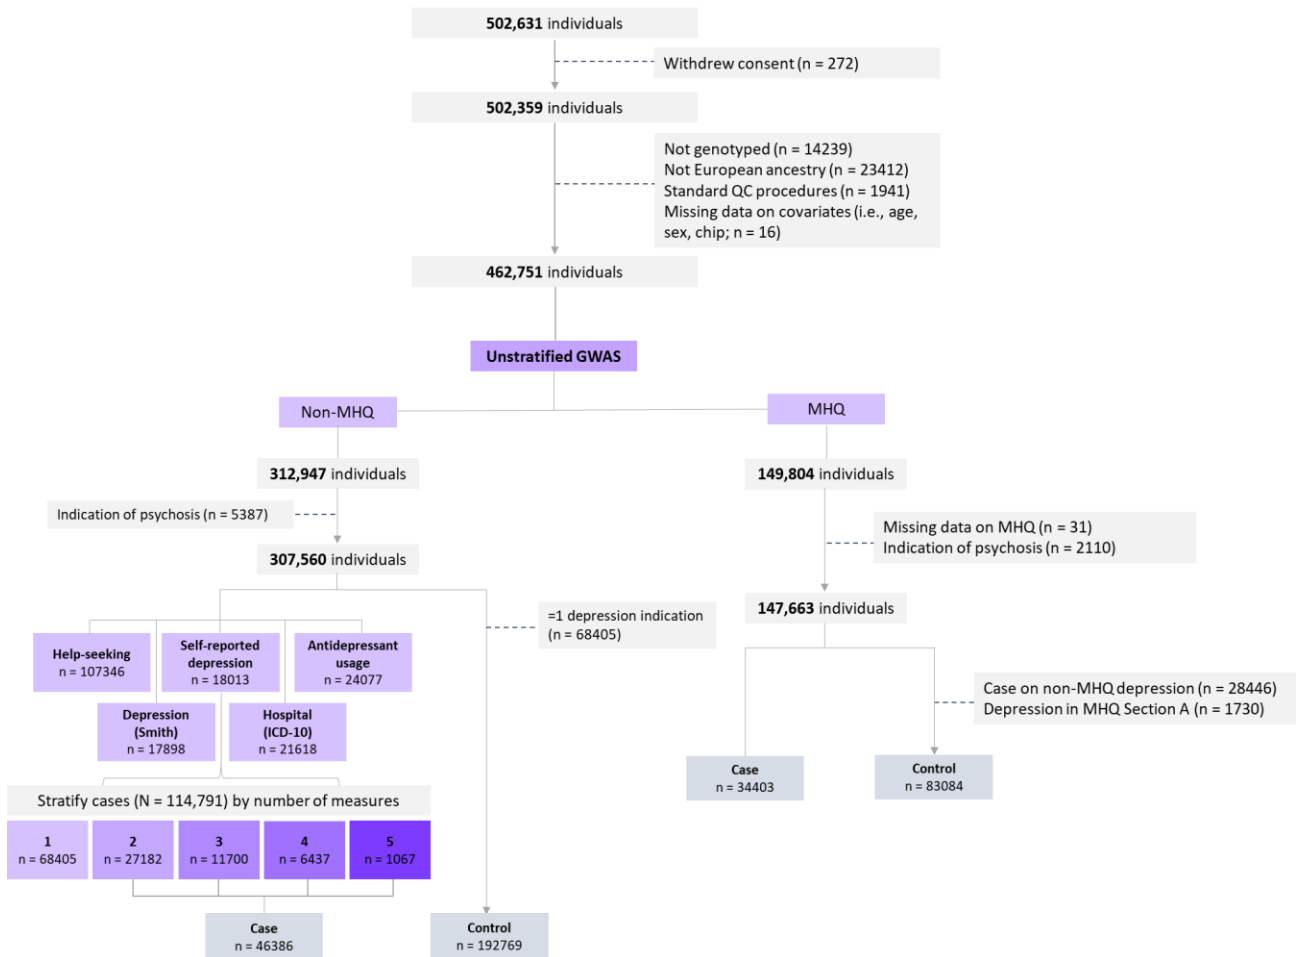 502,631 individuals
Withdrew consent (n = 272)
502,359 individuals
Not genotyped (n = 14239)
Not European ancestry (n = 23412)
Standard QC procedures (n = 1941)
Missing data on covariates (i.e., age,
sex, chip; n = 16)
462,751 individuals
Unstratified GWAS
Non-MHQ
MHQ
312,947 individuals
149,804 individuals
Indication of psychosis (n = 5387)
Missing data on MHQ (n = 31)
Indication of psychosis (n = 2110)
307,560 individuals
147,663 individuals
=1 depression indication
(n = 68405)
Help-seeking
n = 107346
Self-reported
depression
n = 18013
Antidepressant
usage
n = 24077
Depression
(Smith)
n = 17898
Hospital
(ICD-10)
n = 21618
Case on non-MHQ depression (n = 28446)
Depression in MHQ Section A (n = 1730)
Case
n = 34403
Control
n = 83084
Stratify cases (N = 114,791) by number of measures
1
n = 68405
2
n = 27182
3
n = 11700
4
n = 6437
5
n = 1067
Case
n = 46386
Control
n = 192769